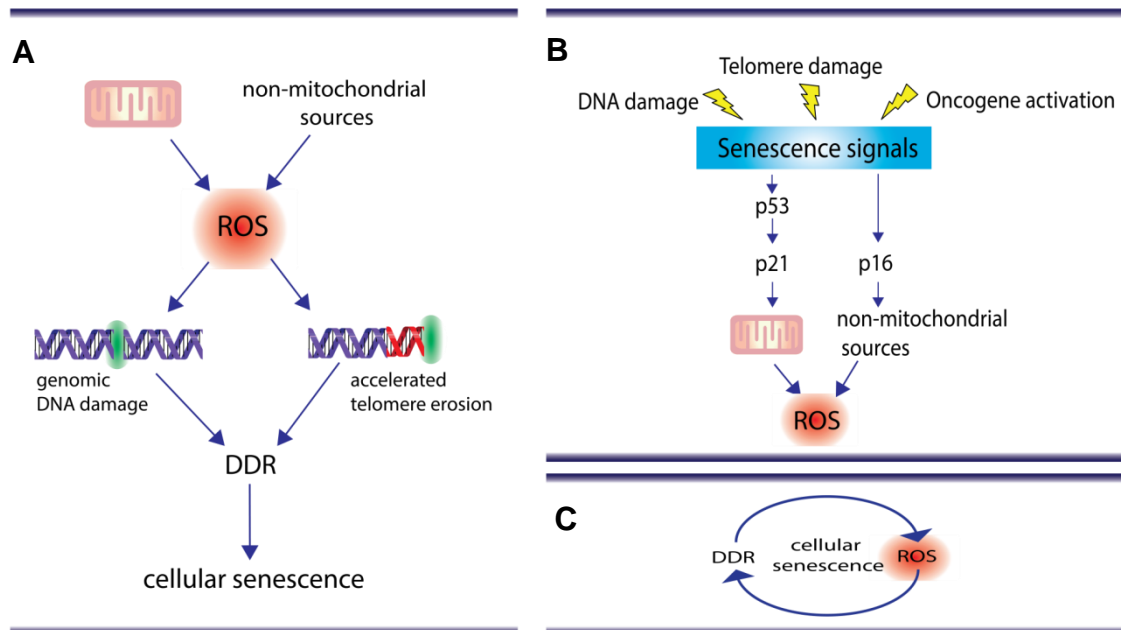 A
non-mitochondrial
sources
ROS
genomic
DNA damage
accelerated
telomere erosion
DDR
cellular senescence
B
Telomere damage
DNA damage
Oncogene activation
Senescence signals
p53
p21
p16
non-mitochondrial
sources
ROS
C
DDR
cellular
senescence
ROS